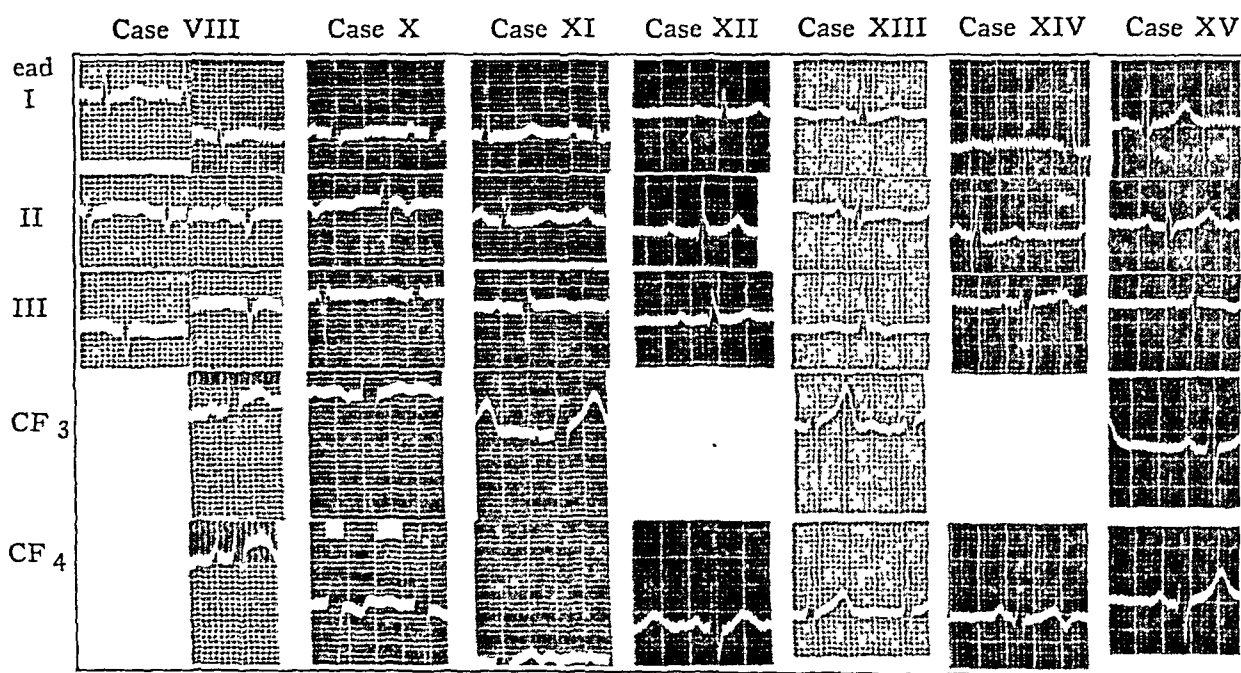 Case VIII Case X Case XI Case XII Case XIII Case XIV Case XV
ead
I
II
III
CF 3
CF 4